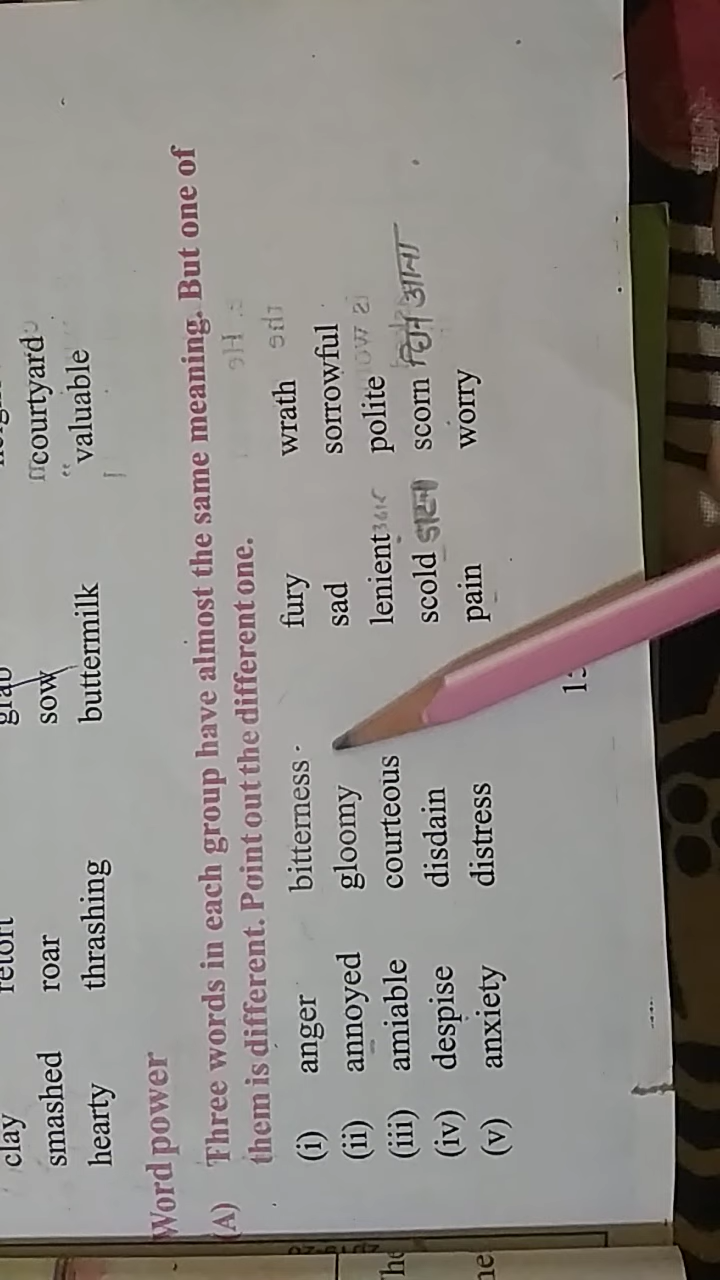 clay retort
smashed roar sow courtyard
hearty thrashing buttermilk valuable
Word power
(A) Three words in each group have almost the same meaning. But one of
them is different. Point out the different one.
(i) anger bitterness fury wrath
(ii) annoyed gloomy sad sorrowful
(iii) amiable courteous lenient polite
(iv) despise disdain scold डाटना scorn घिन आना
(v) anxiety distress pain worry